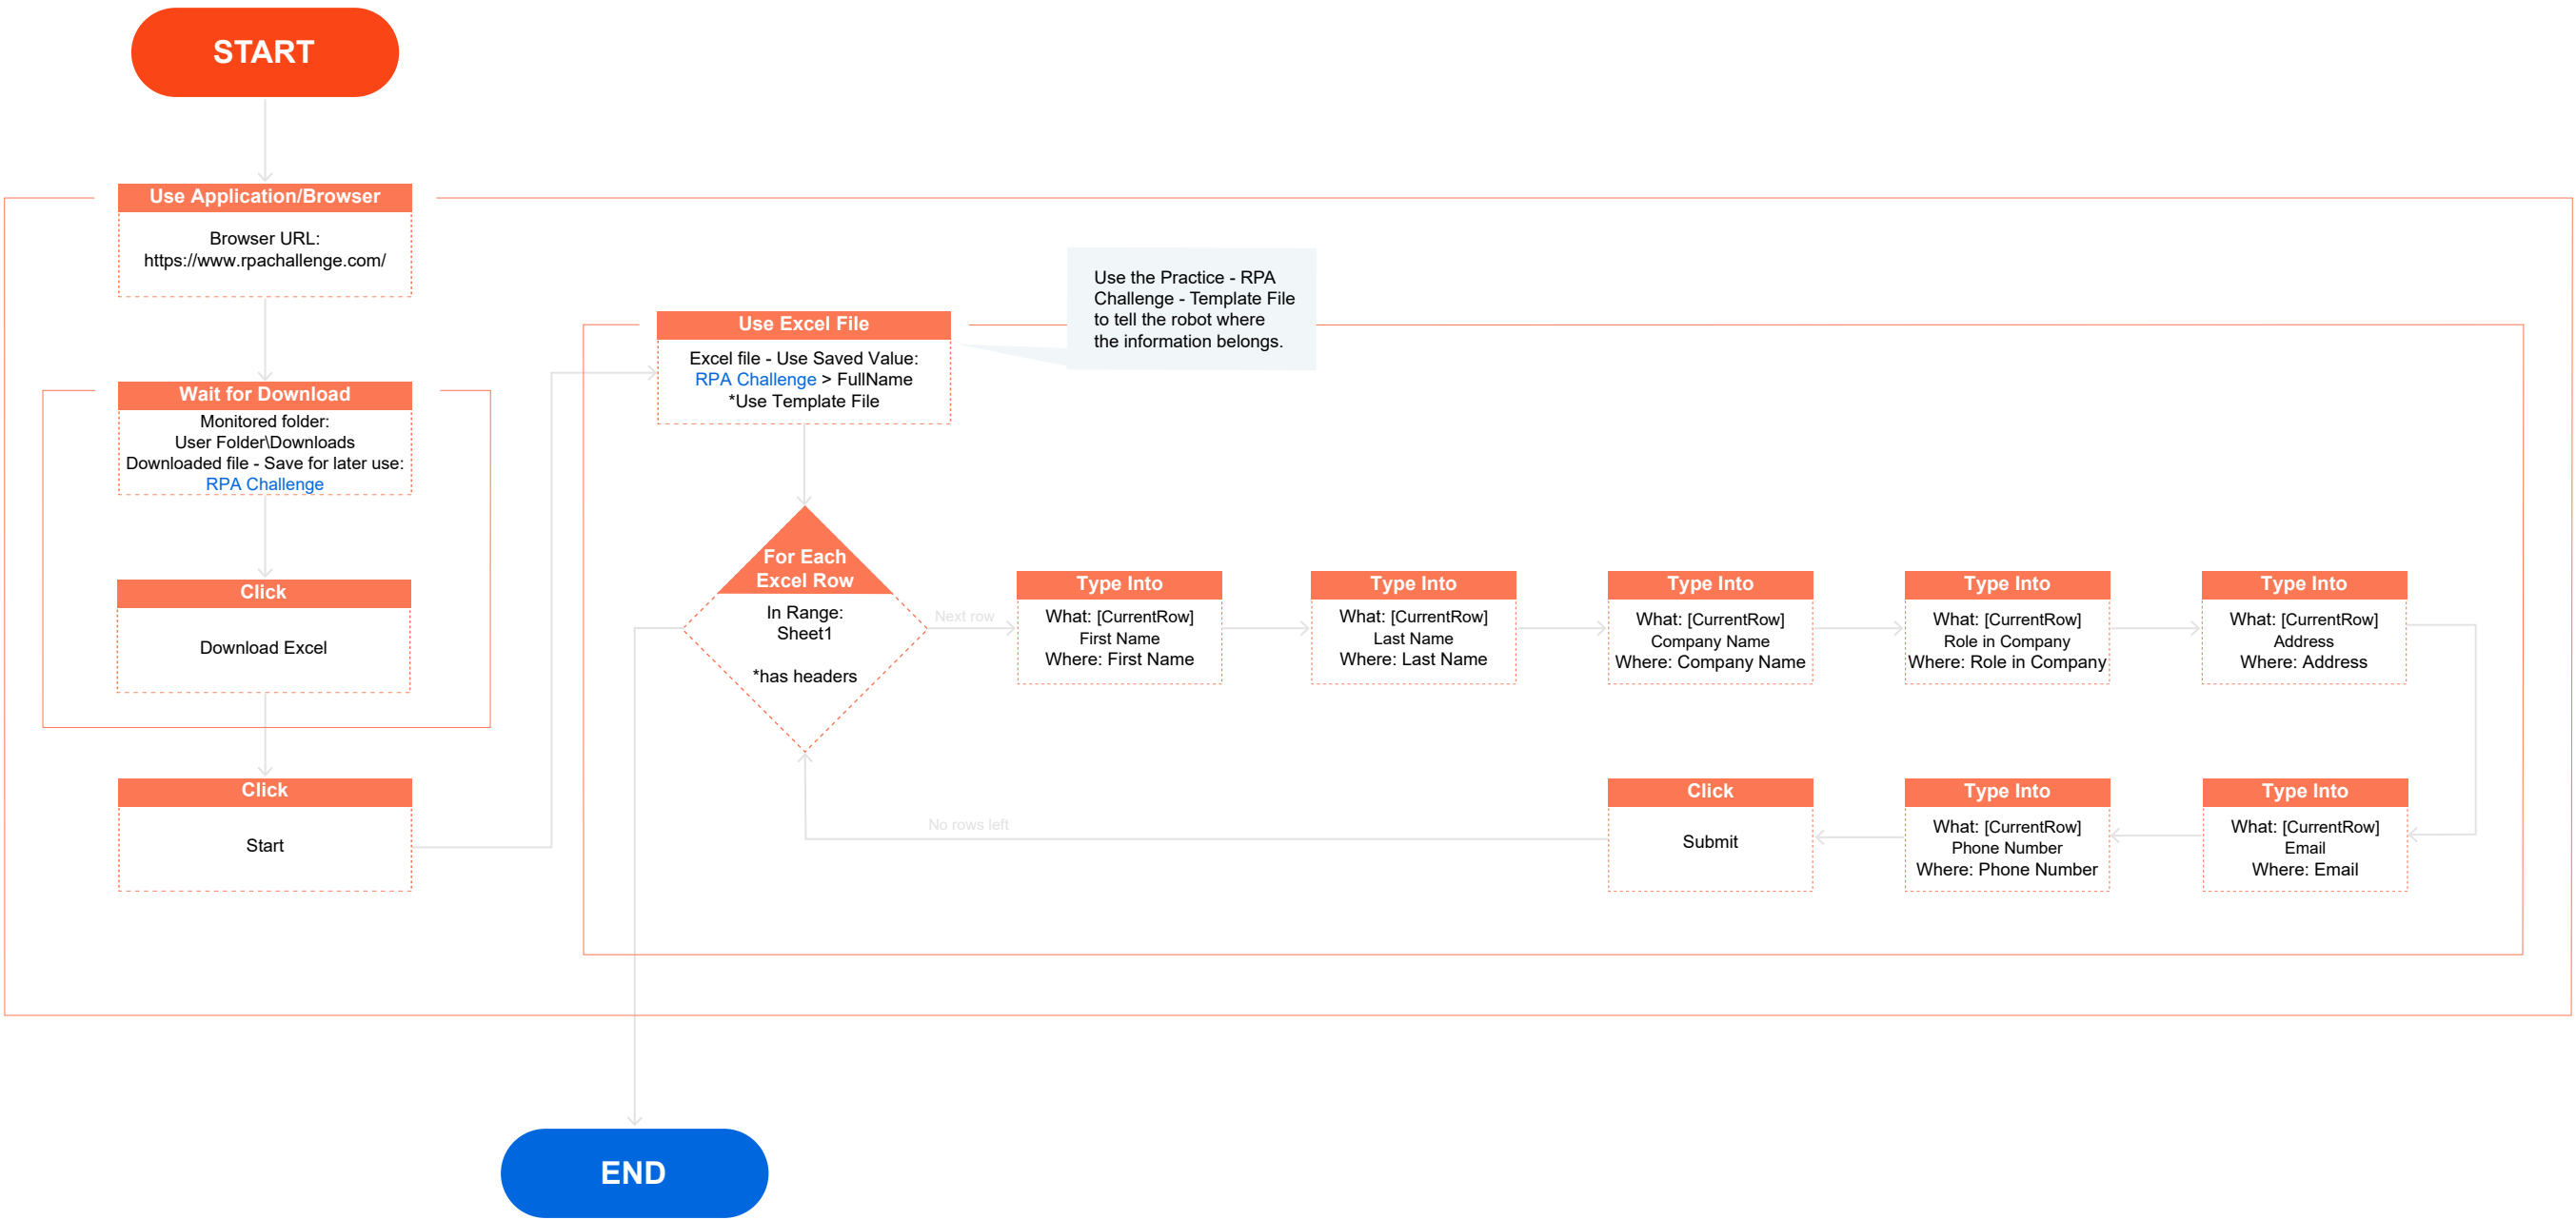 START
Use Application/Browser
Browser URL:
https://www.rpachallenge.com/
Wait for Download
Monitored folder:
User Folder\Downloads
Downloaded file - Save for later use:
RPA Challenge
Click
Download Excel
Click
Start
Use Excel File
Excel file - Use Saved Value:
RPA Challenge > FullName
*Use Template File
Use the Practice - RPA
Challenge - Template File
to tell the robot where
the information belongs.
For Each
Excel Row
In Range:
Sheet1
*has headers
Next row
Type Into
What: [CurrentRow]
First Name
Where: First Name
Type Into
What: [CurrentRow]
Last Name
Where: Last Name
Type Into
What: [CurrentRow]
Company Name
Where: Company Name
Type Into
What: [CurrentRow]
Role in Company
Where: Role in Company
Type Into
What: [CurrentRow]
Address
Where: Address
Type Into
What: [CurrentRow]
Email
Where: Email
Type Into
What: [CurrentRow]
Phone Number
Where: Phone Number
Click
Submit
No rows left
END